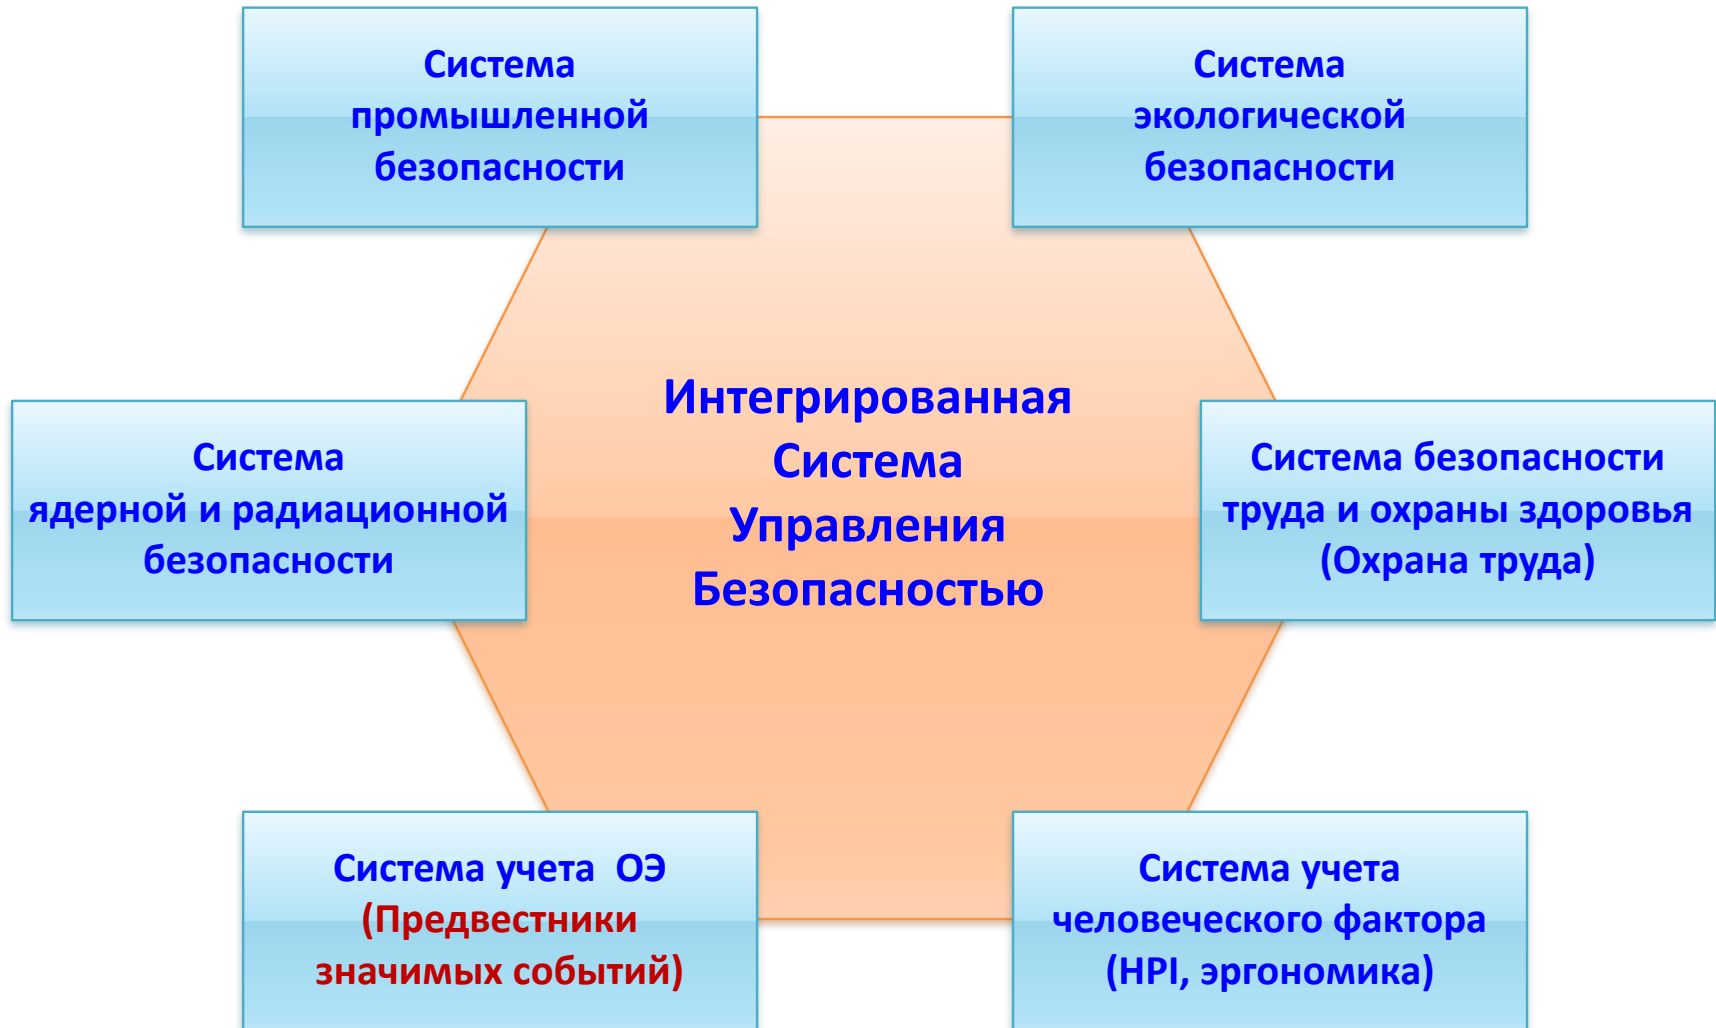 Система
промышленной
безопасности
Система
экологической
безопасности
Интегрированная
Система
Управления
Безопасностью
Система
ядерной и радиационной
безопасности
Система безопасности
труда и охраны здоровья
(Охрана труда)
Система учета ОЭ
(Предвестники
значимых событий)
Система учета
человеческого фактора
(HPI, эргономика)